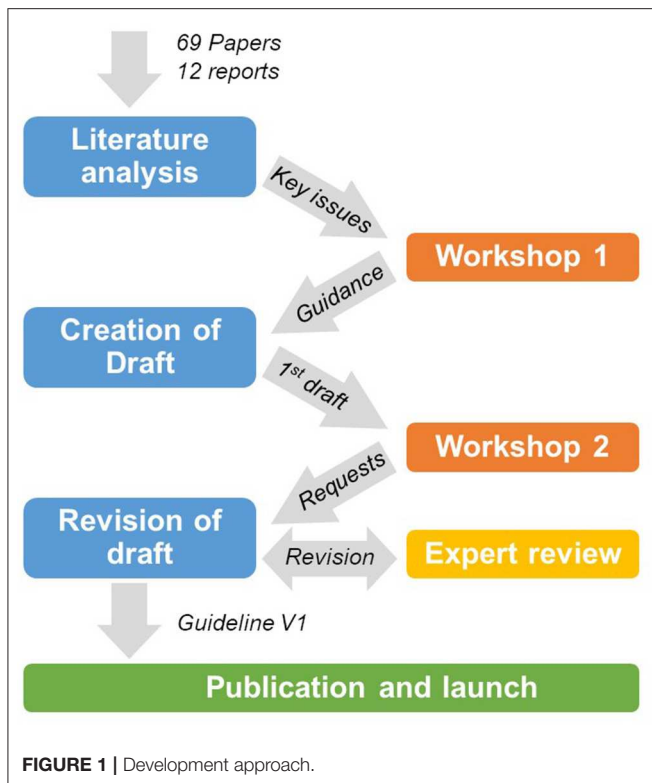 69 Papers
12 reports
Literature
analysis
Key issues
Workshop 1
Guidance
Creation of
Draft
1st draft
Workshop 2
Requests
Revision of
draft
Revision
Expert review
Guideline V1
Publication and launch
FIGURE 1 | Development approach.